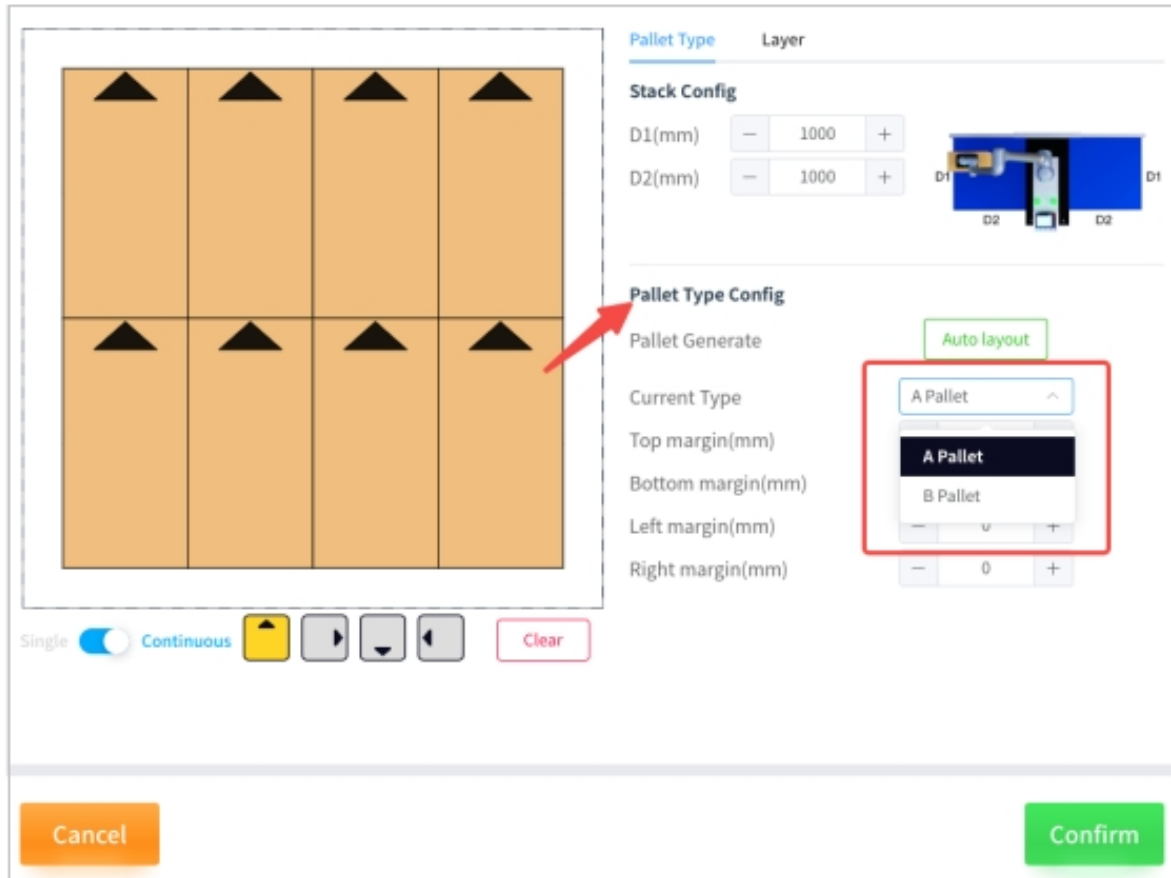 Pallet Type Layer
Stack Config
D1(mm) − 1000 +
D2(mm) − 1000 +
D1 D1
D2 D2
Pallet Type Config
Pallet Generate Auto layout
Current Type A Pallet
Top margin(mm)
A Pallet
Bottom margin(mm)
B Pallet
Left margin(mm) − 0 +
Right margin(mm) − 0 +
Single Continuous Clear
Cancel Confirm